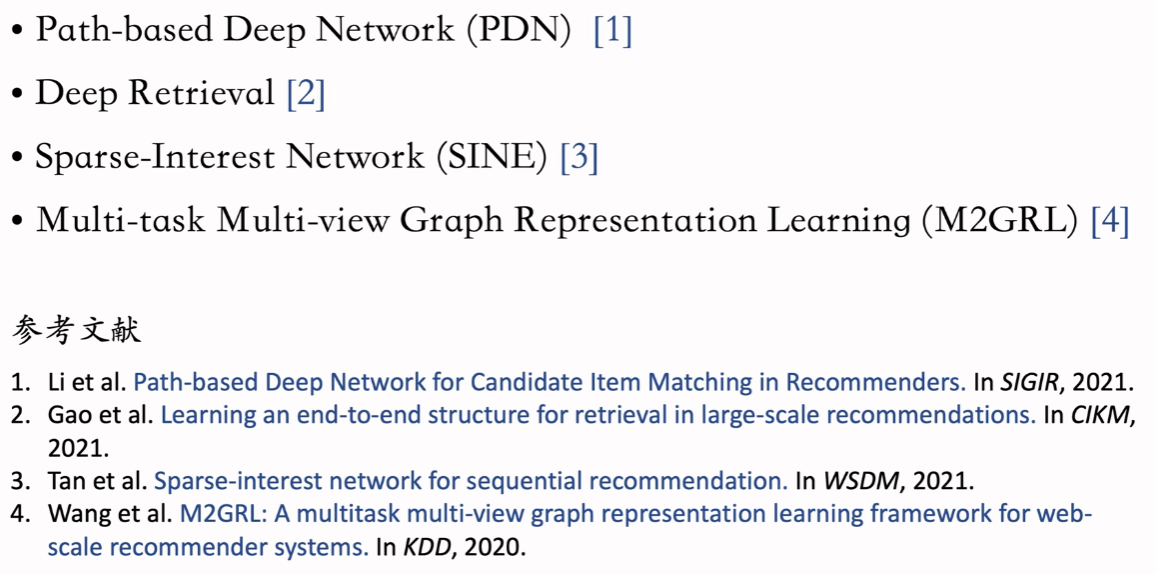 • Path-based Deep Network (PDN) [1]
• Deep Retrieval [2]
• Sparse-Interest Network (SINE) [3]
• Multi-task Multi-view Graph Representation Learning (M2GRL) [4]
参考文献
1. Li et al. Path-based Deep Network for Candidate Item Matching in Recommenders. In SIGIR, 2021.
2. Gao et al. Learning an end-to-end structure for retrieval in large-scale recommendations. In CIKM,
2021.
3. Tan et al. Sparse-interest network for sequential recommendation. In WSDM, 2021.
4. Wang et al. M2GRL: A multitask multi-view graph representation learning framework for web-
scale recommender systems. In KDD, 2020.